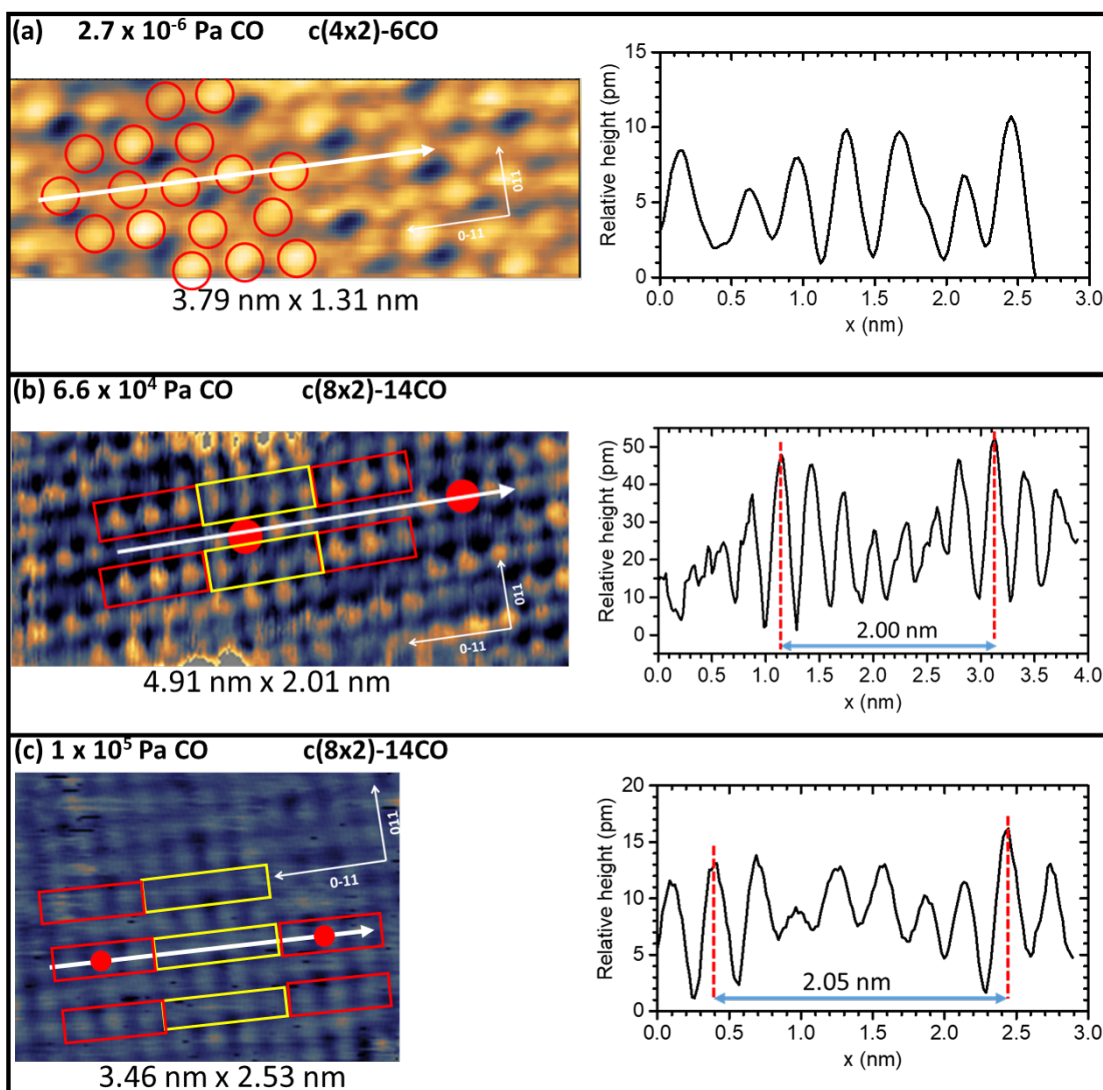 (a) 2.7 x 10⁻⁶ Pa CO c(4x2)-6CO
011
0-11
3.79 nm x 1.31 nm
Relative height (pm)
15
10
5
0
0.0 0.5 1.0 1.5 2.0 2.5 3.0
x (nm)
(b) 6.6 x 10⁴ Pa CO c(8x2)-14CO
011
0-11
4.91 nm x 2.01 nm
Relative height (pm)
50
40
30
20
10
0
2.00 nm
0.0 0.5 1.0 1.5 2.0 2.5 3.0 3.5 4.0
x (nm)
(c) 1 x 10⁵ Pa CO c(8x2)-14CO
011
0-11
3.46 nm x 2.53 nm
Relative height (pm)
20
15
10
5
0
2.05 nm
0.0 0.5 1.0 1.5 2.0 2.5 3.0
x (nm)